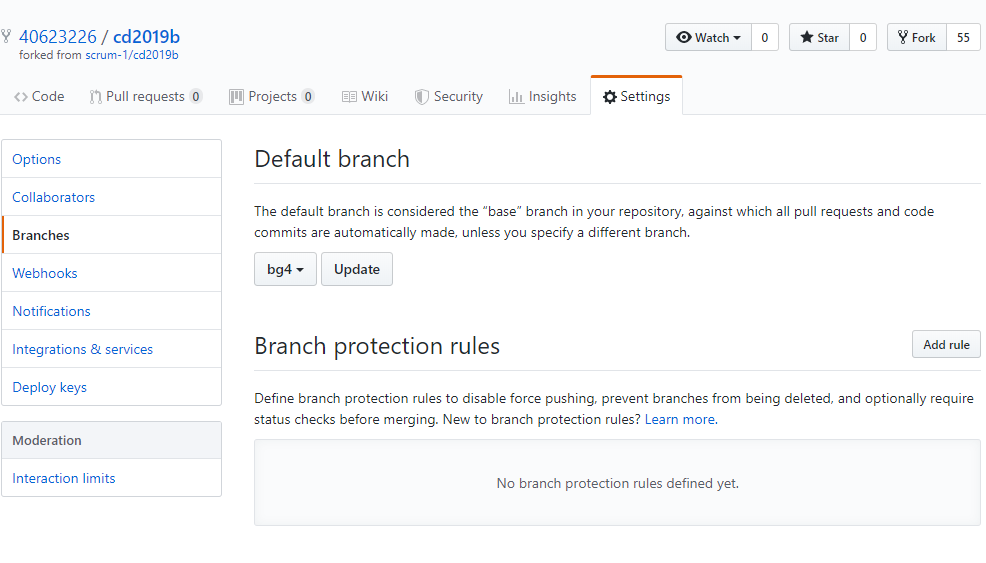 40623226 / cd2019b
forked from scrum-1/cd2019b
Watch 0 Star 0 Fork 55
Code Pull requests 0 Projects 0 Wiki Security Insights Settings
Options
Collaborators
Branches
Webhooks
Notifications
Integrations & services
Deploy keys
Moderation
Interaction limits
Default branch
The default branch is considered the “base” branch in your repository, against which all pull requests and code
commits are automatically made, unless you specify a different branch.
bg4 Update
Branch protection rules Add rule
Define branch protection rules to disable force pushing, prevent branches from being deleted, and optionally require
status checks before merging. New to branch protection rules? Learn more.
No branch protection rules defined yet.